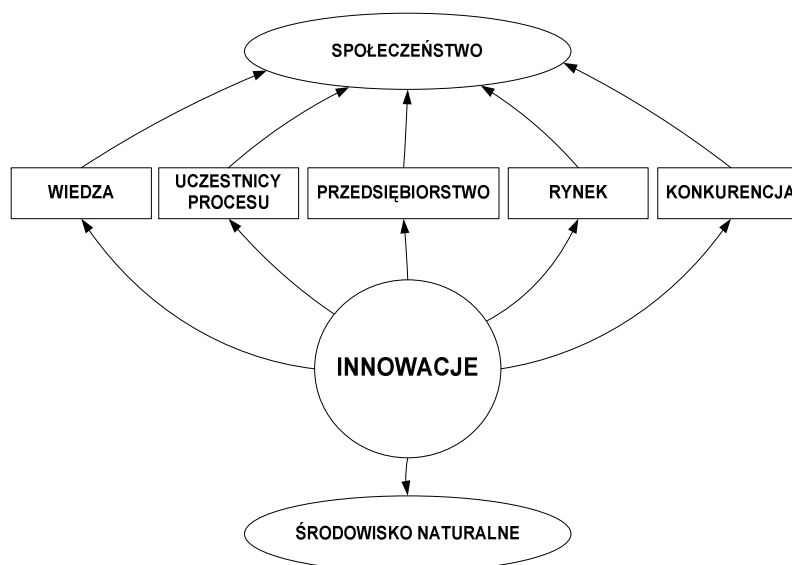 SPOŁECZEŃSTWO
WIEDZA
UCZESTNICY
PROCESU
PRZEDSIĘBIORSTWO
RYNEK
KONKURENCJA
INNOWACJE
ŚRODOWISKO NATURALNE